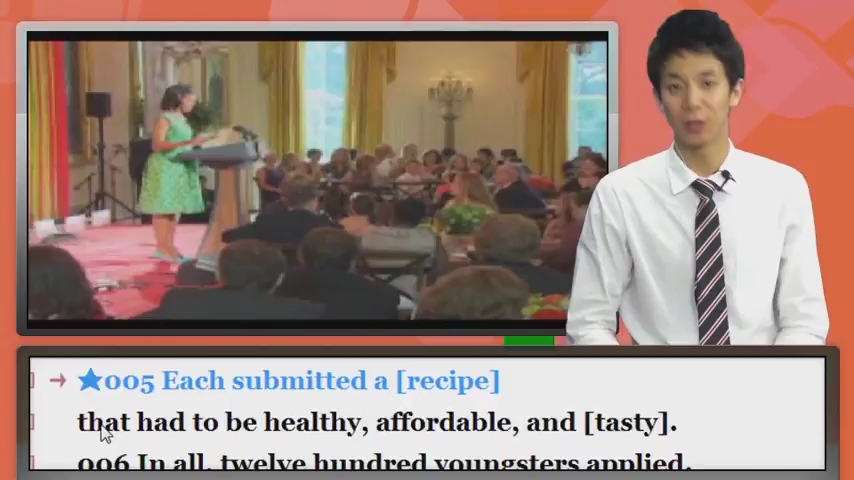 → ★005 Each submitted a [recipe]
that had to be healthy, affordable, and [tasty].
006 In all, twelve hundred youngsters applied.